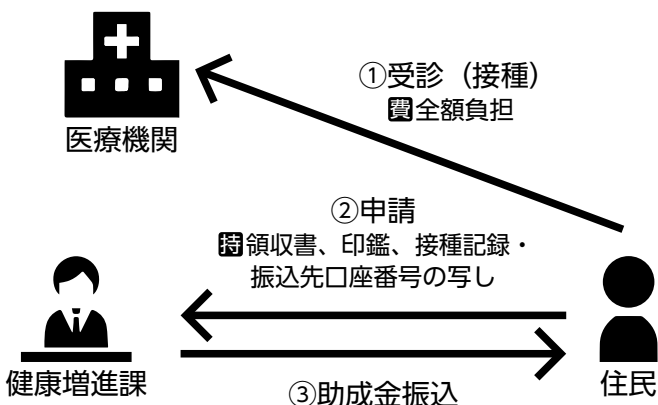 ①受診（接種）
費全額負担
医療機関
②申請
持領収書、印鑑、接種記録・
振込先口座番号の写し
健康増進課
③助成金振込
住民